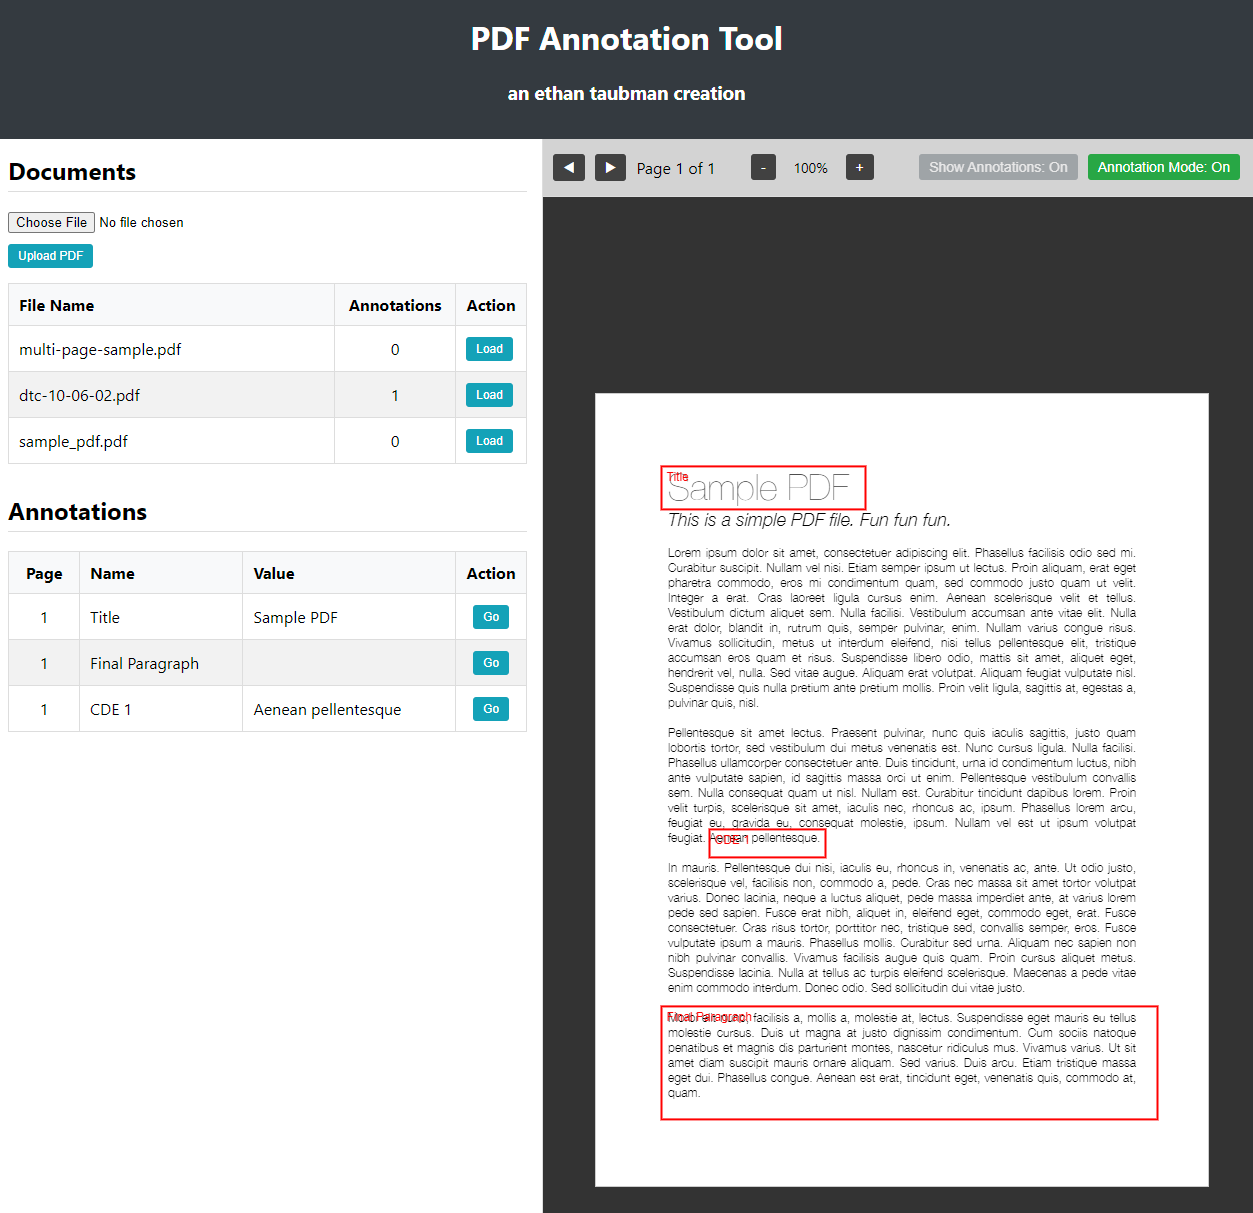 PDF Annotation Tool
an ethan taubman creation
Documents
Choose File No file chosen
Upload PDF
File Name Annotations Action
multi-page-sample.pdf 0 Load
dtc-10-06-02.pdf 1 Load
sample_pdf.pdf 0 Load
Annotations
Page Name Value Action
1 Title Sample PDF Go
1 Final Paragraph Go
1 CDE 1 Aenean pellentesque Go
◀ ▶ Page 1 of 1 - 100% + Show Annotations: On Annotation Mode: On
Title
Sample PDF
This is a simple PDF file. Fun fun fun.
Lorem ipsum dolor sit amet, consectetuer adipiscing elit. Phasellus facilisis odio sed mi.
Curabitur suscipit. Nullam vel nisi. Etiam semper ipsum ut lectus. Proin aliquam, erat eget
pharetra commodo, eros mi condimentum quam, sed commodo justo quam ut velit.
Integer a erat. Cras laoreet ligula cursus enim. Aenean scelerisque velit et tellus.
Vestibulum dictum aliquet sem. Nulla facilisi. Vestibulum accumsan ante vitae elit. Nulla
erat dolor, blandit in, rutrum quis, semper pulvinar, enim. Nullam varius congue risus.
Vivamus sollicitudin, metus ut interdum eleifend, nisi tellus pellentesque elit, tristique
accumsan eros quam et risus. Suspendisse libero odio, mattis sit amet, aliquet eget,
hendrerit vel, nulla. Sed vitae augue. Aliquam erat volutpat. Aliquam feugiat vulputate nisl.
Suspendisse quis nulla pretium ante pretium mollis. Proin velit ligula, sagittis at, egestas a,
pulvinar quis, nisl.
Pellentesque sit amet lectus. Praesent pulvinar, nunc quis iaculis sagittis, justo quam
lobortis tortor, sed vestibulum dui metus venenatis est. Nunc cursus ligula. Nulla facilisi.
Phasellus ullamcorper consectetuer ante. Duis tincidunt, urna id condimentum luctus, nibh
ante vulputate sapien, id sagittis massa orci ut enim. Pellentesque vestibulum convallis
sem. Nulla consequat quam ut nisl. Nullam est. Curabitur tincidunt dapibus lorem. Proin
velit turpis, scelerisque sit amet, iaculis nec, rhoncus ac, ipsum. Phasellus lorem arcu,
feugiat eu, gravida eu, consequat molestie, ipsum. Nullam vel est ut ipsum volutpat
feugiat. Aenean pellentesque.
CDE 1
In mauris. Pellentesque dui nisi, iaculis eu, rhoncus in, venenatis ac, ante. Ut odio justo,
scelerisque vel, facilisis non, commodo a, pede. Cras nec massa sit amet tortor volutpat
varius. Donec lacinia, neque a luctus aliquet, pede massa imperdiet ante, at varius lorem
pede sed sapien. Fusce erat nibh, aliquet in, eleifend eget, commodo eget, erat. Fusce
consectetuer. Cras risus tortor, porttitor nec, tristique sed, convallis semper, eros. Fusce
vulputate ipsum a mauris. Phasellus mollis. Curabitur sed urna. Aliquam nec sapien non
nibh pulvinar convallis. Vivamus facilisis augue quis quam. Proin cursus aliquet metus.
Suspendisse lacinia. Nulla at tellus ac turpis eleifend scelerisque. Maecenas a pede vitae
enim commodo interdum. Donec odio. Sed sollicitudin dui vitae justo.
Final Paragraph
Morbi elit nunc, facilisis a, mollis a, molestie at, lectus. Suspendisse eget mauris eu tellus
molestie cursus. Duis ut magna at justo dignissim condimentum. Cum sociis natoque
penatibus et magnis dis parturient montes, nascetur ridiculus mus. Vivamus varius. Ut sit
amet diam suscipit mauris ornare aliquam. Sed varius. Duis arcu. Etiam tristique massa
eget dui. Phasellus congue. Aenean est erat, tincidunt eget, venenatis quis, commodo at,
quam.